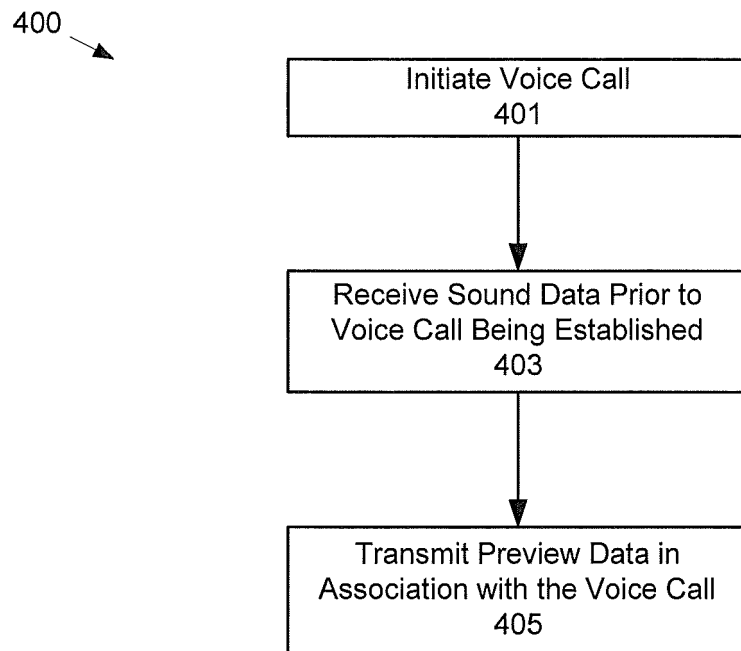 400
Initiate Voice Call
401
Receive Sound Data Prior to
Voice Call Being Established
403
Transmit Preview Data in
Association with the Voice Call
405